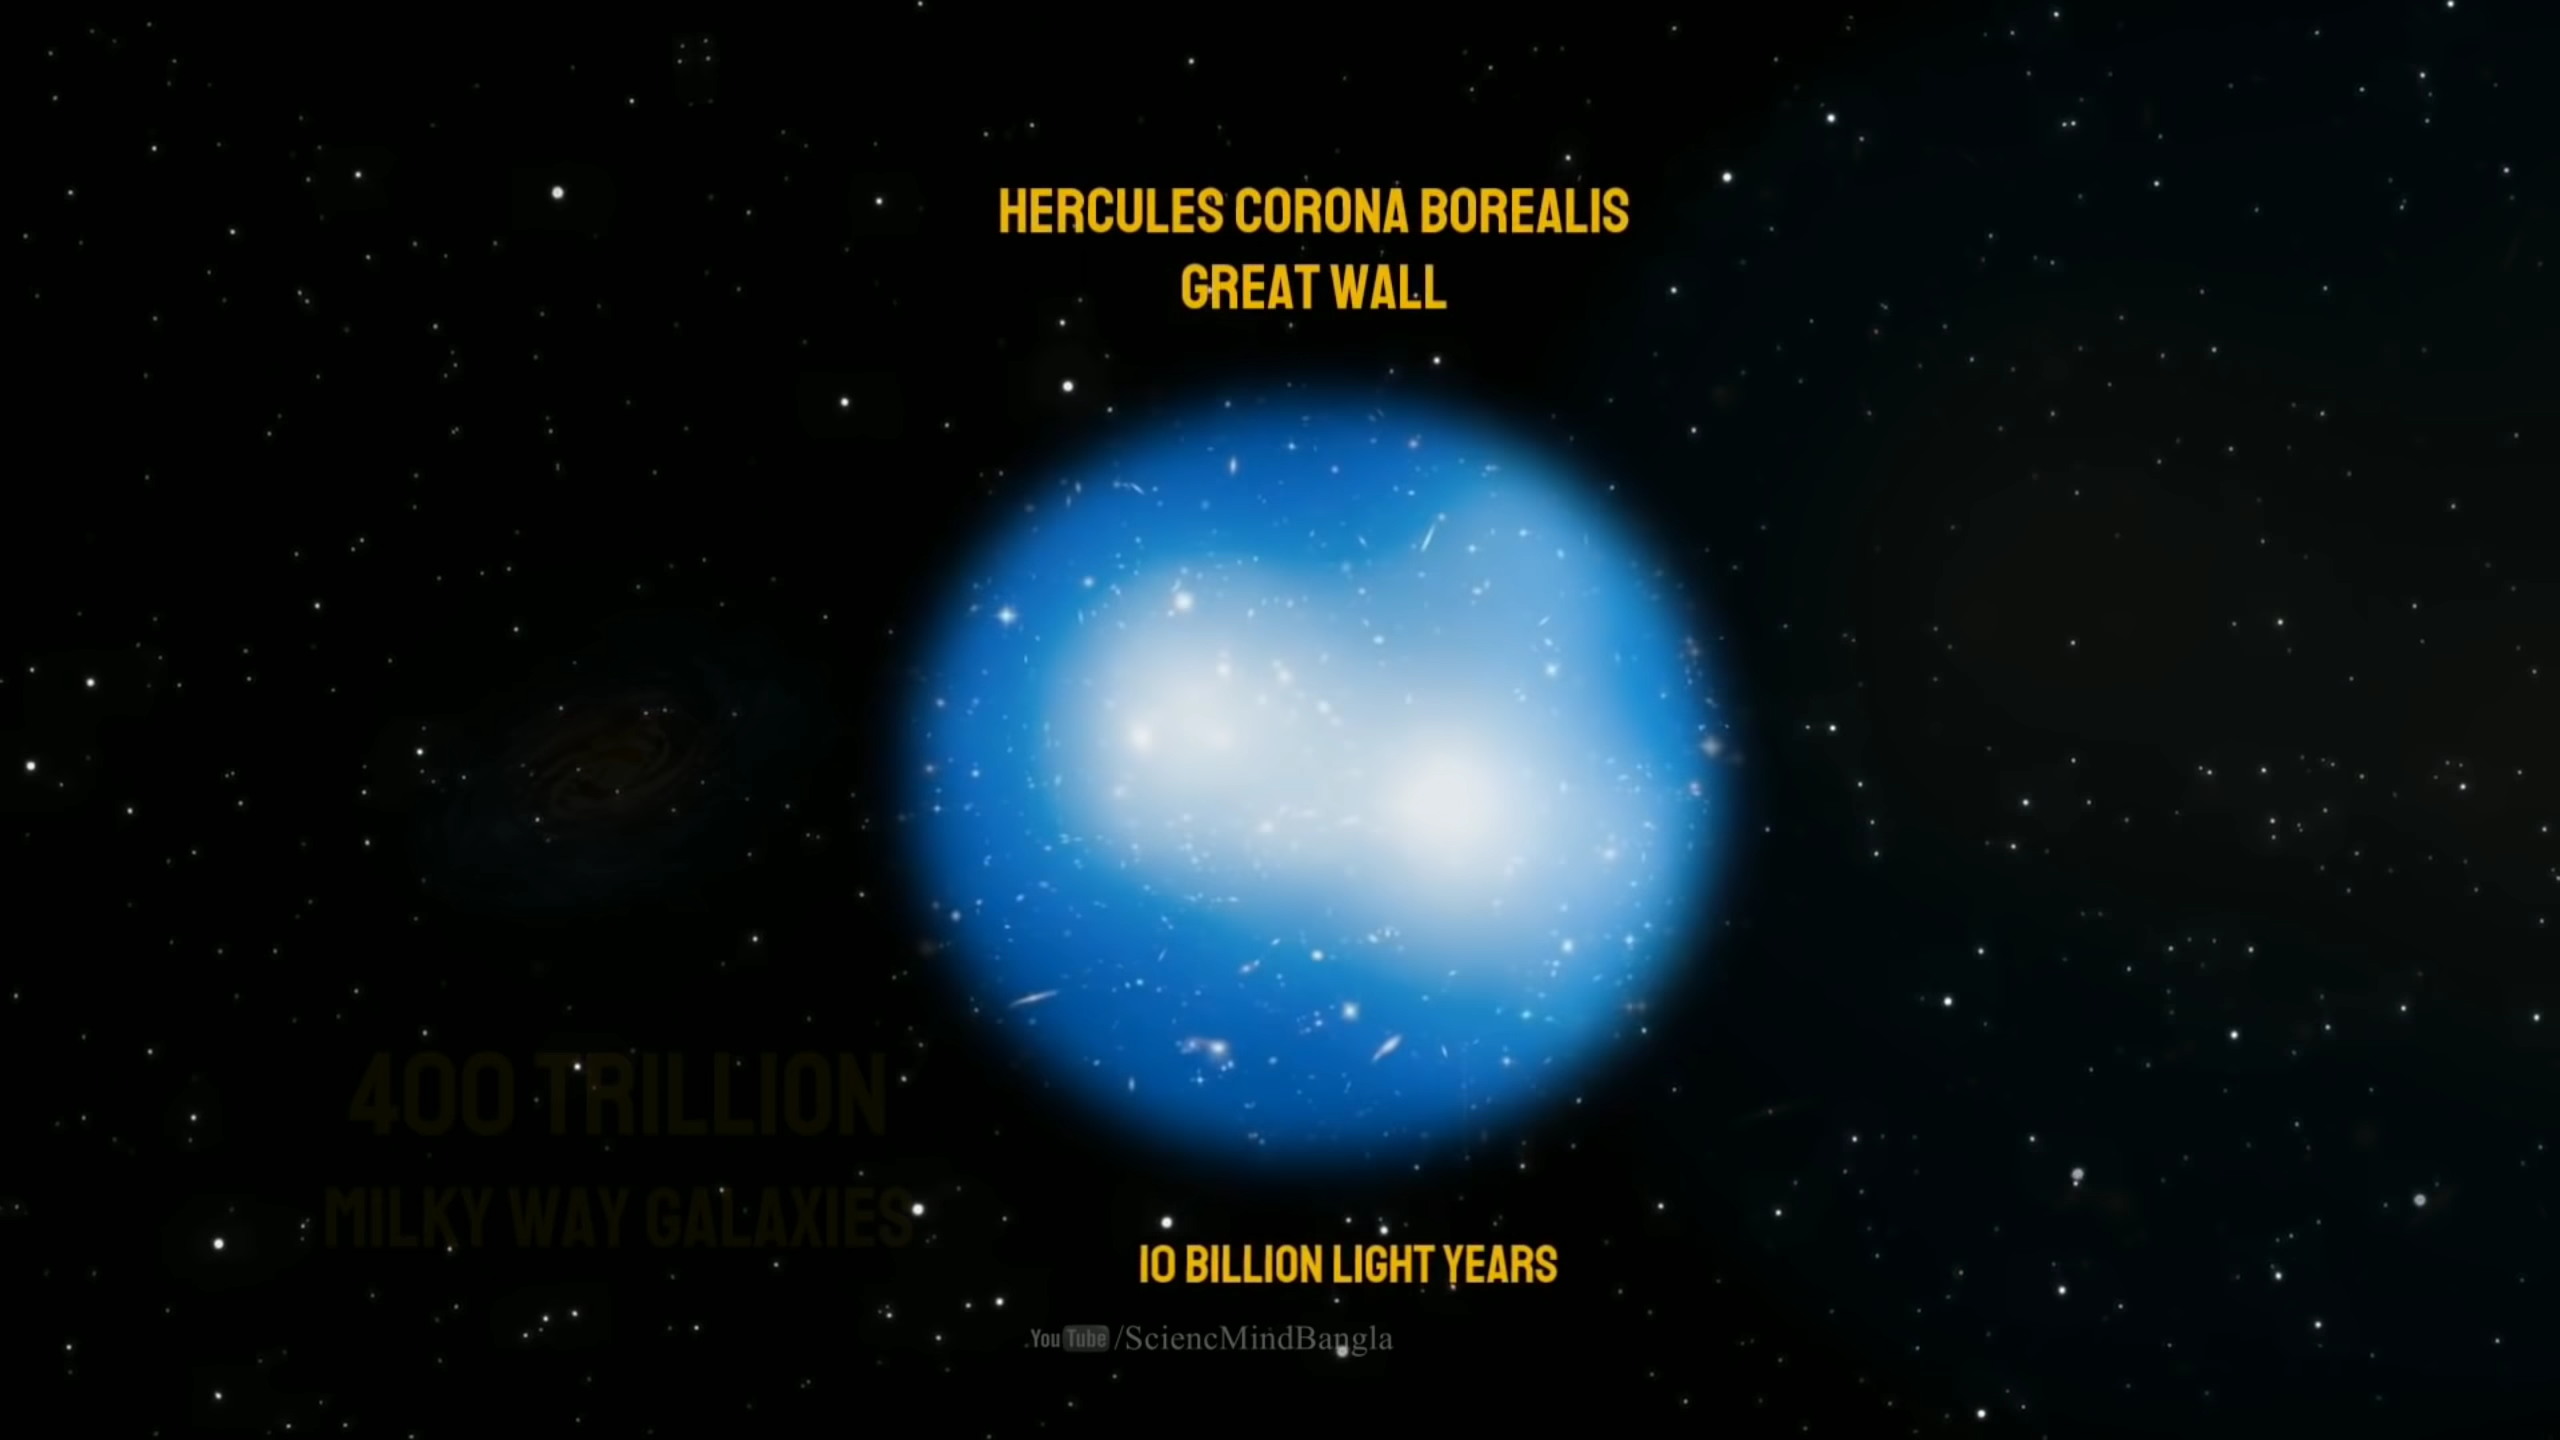 HERCULES CORONA BOREALIS
GREAT WALL
400 TRILLION
MILKY WAY GALAXIES
10 BILLION LIGHT YEARS
YouTube /SciencMindBangla